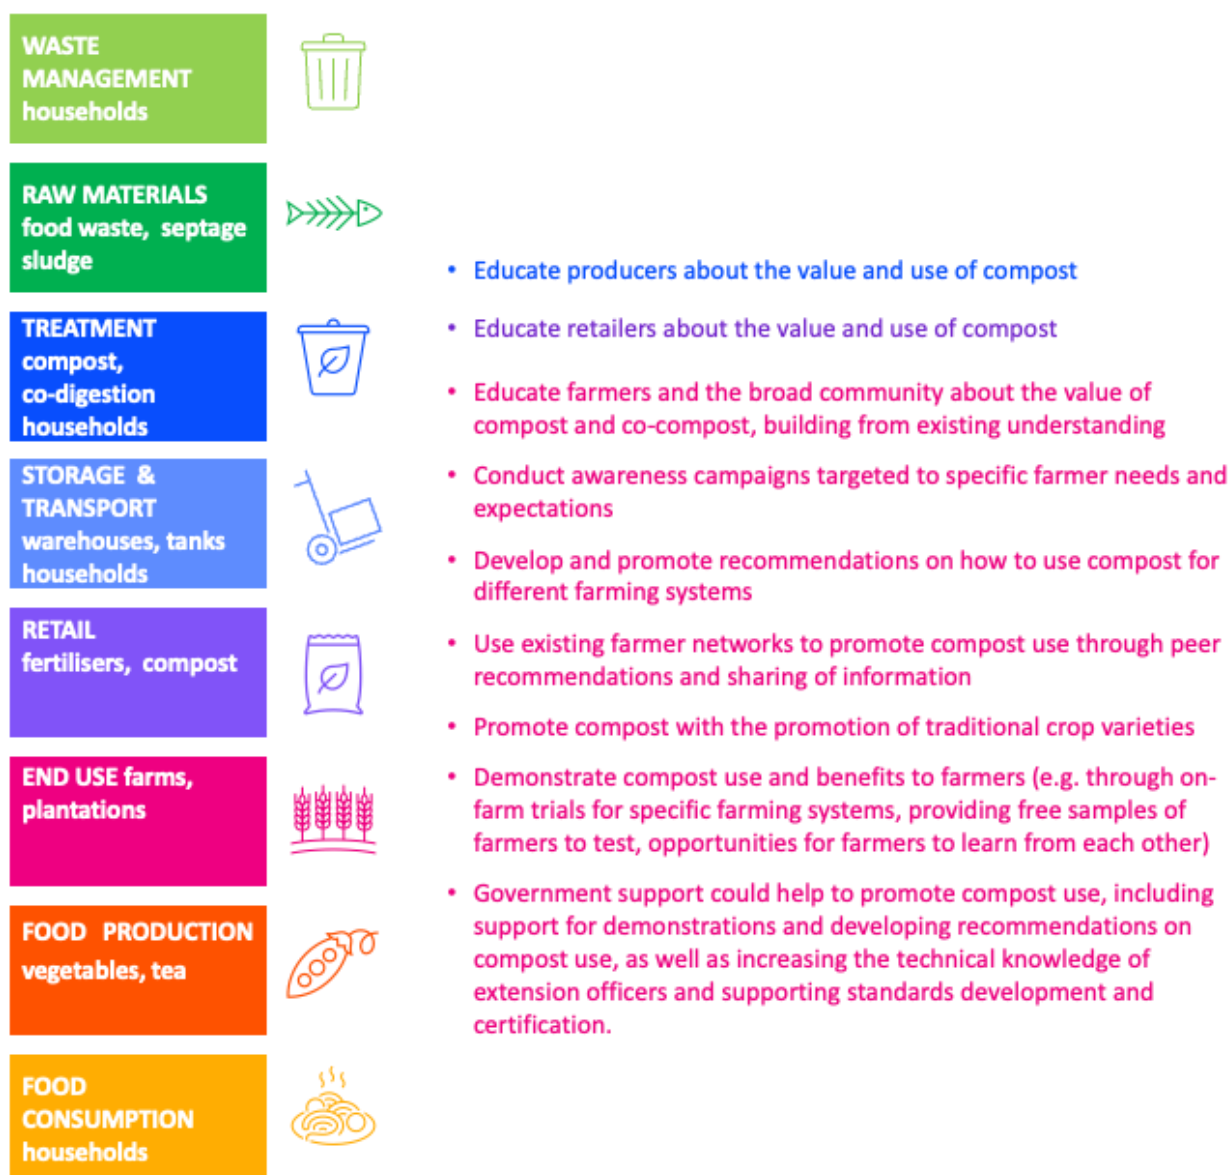 WASTE
MANAGEMENT
households
RAW MATERIALS
food waste, septage
sludge
TREATMENT
compost,
co-digestion
households
STORAGE &
TRANSPORT
warehouses, tanks
households
RETAIL
fertilisers, compost
END USE farms,
plantations
FOOD PRODUCTION
vegetables, tea
FOOD
CONSUMPTION
households
• Educate producers about the value and use of compost
• Educate retailers about the value and use of compost
• Educate farmers and the broad community about the value of
compost and co-compost, building from existing understanding
• Conduct awareness campaigns targeted to specific farmer needs and
expectations
• Develop and promote recommendations on how to use compost for
different farming systems
• Use existing farmer networks to promote compost use through peer
recommendations and sharing of information
• Promote compost with the promotion of traditional crop varieties
• Demonstrate compost use and benefits to farmers (e.g. through on-
farm trials for specific farming systems, providing free samples of
farmers to test, opportunities for farmers to learn from each other)
• Government support could help to promote compost use, including
support for demonstrations and developing recommendations on
compost use, as well as increasing the technical knowledge of
extension officers and supporting standards development and
certification.